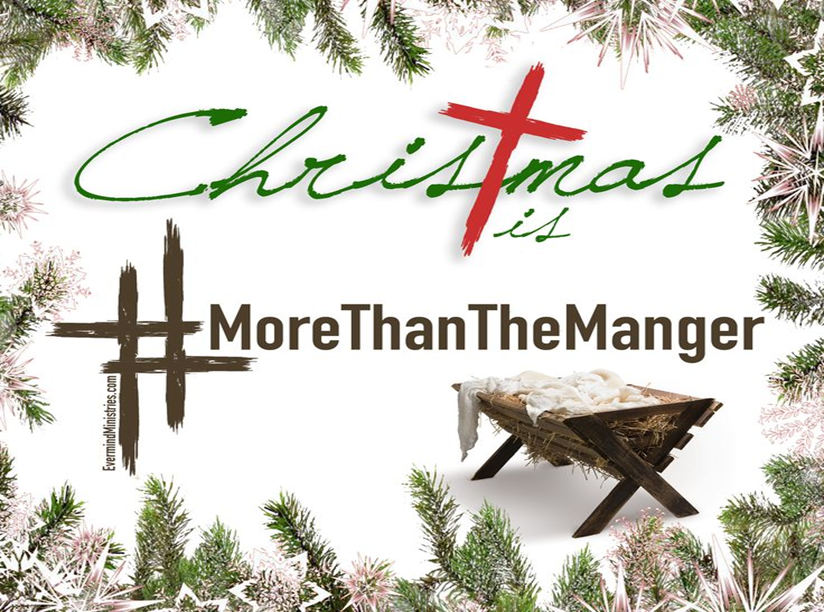 Christmas
is
#MoreThanTheManger
EvermindMinistries.com